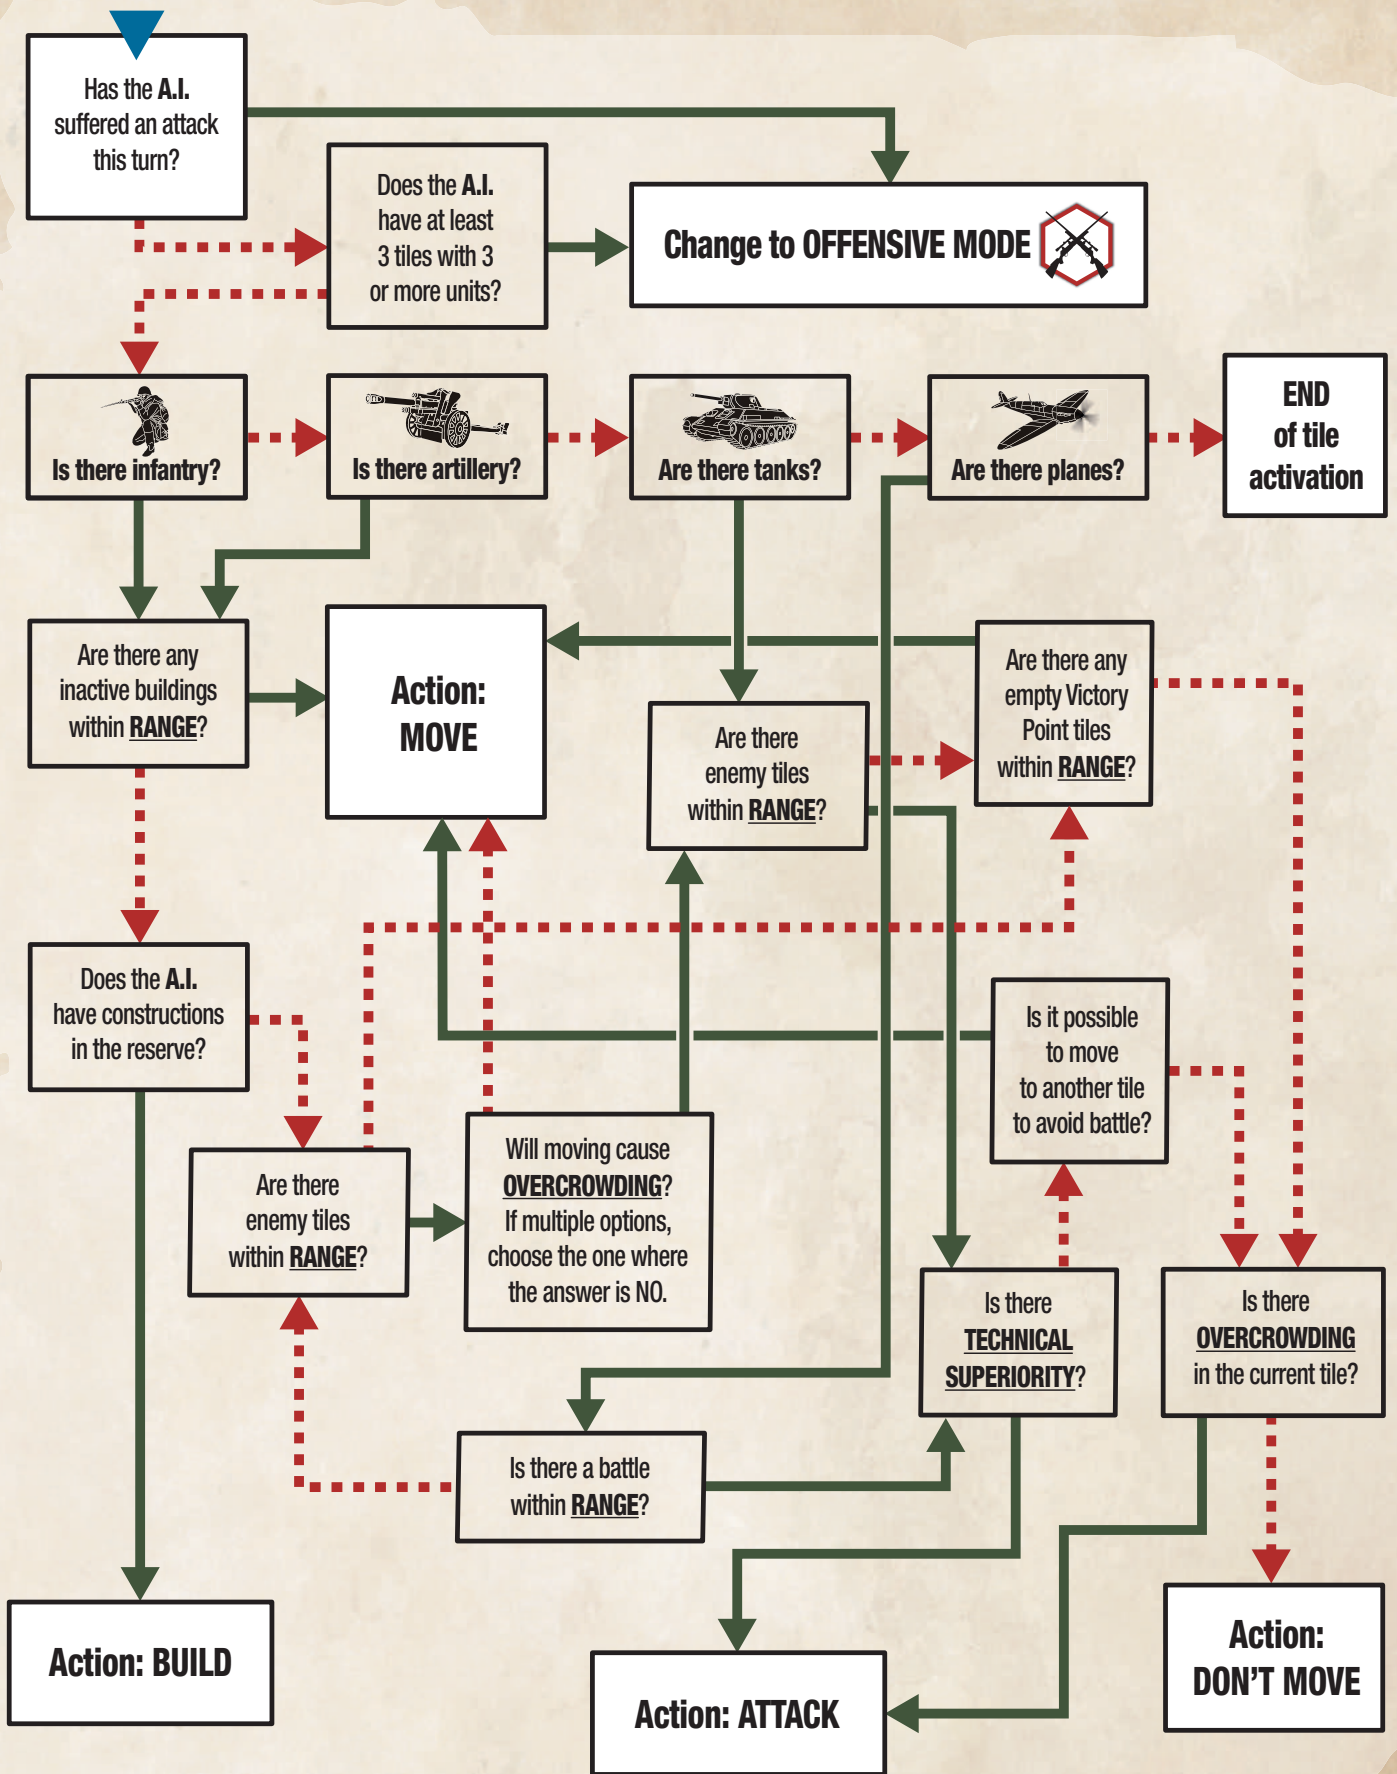 Has the A.I.
suffered an attack
this turn?
Does the A.I.
have at least
3 tiles with 3
or more units?
Change to OFFENSIVE MODE
Is there infantry?
Is there artillery?
Are there tanks?
Are there planes?
END
of tile
activation
Are there any
inactive buildings
within RANGE?
Action:
MOVE
Are there
enemy tiles
within RANGE?
Are there any
empty Victory
Point tiles
within RANGE?
Does the A.I.
have constructions
in the reserve?
Is it possible
to move
to another tile
to avoid battle?
Are there
enemy tiles
within RANGE?
Will moving cause
OVERCROWDING?
If multiple options,
choose the one where
the answer is NO.
Is there
TECHNICAL
SUPERIORITY?
Is there
OVERCROWDING
in the current tile?
Is there a battle
within RANGE?
Action: BUILD
Action: ATTACK
Action:
DON'T MOVE